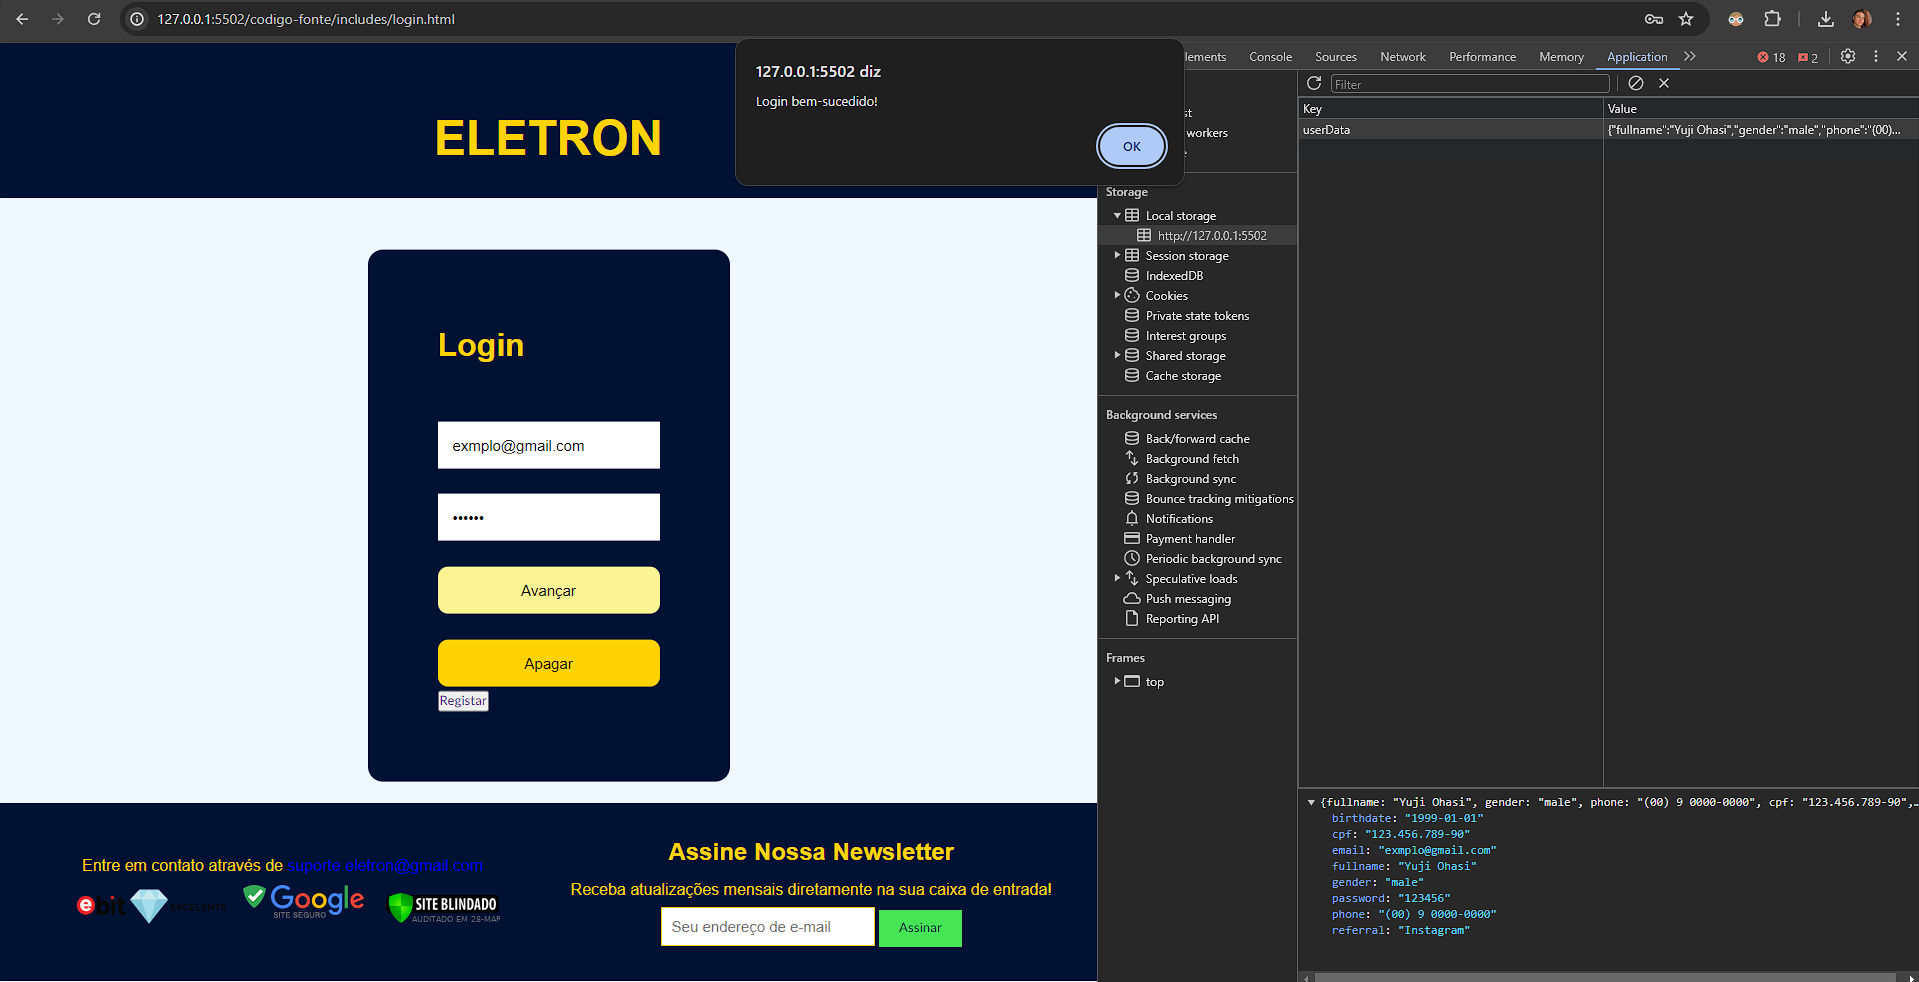 127.0.0.1:5502/codigo-fonte/includes/login.html
127.0.0.1:5502 diz
Login bem-sucedido!
OK
ELETRON
Login
exmplo@gmail.com
••••••
Avançar
Apagar
Registar
Entre em contato através de suporte.eletron@gmail.com
ebit EXCELENTE
Google
SITE SEGURO
SITE BLINDADO
AUDITADO EM 28-MAR
Assine Nossa Newsletter
Receba atualizações mensais diretamente na sua caixa de entrada!
Seu endereço de e-mail
Assinar
lements Console Sources Network Performance Memory Application 18 2
st
workers
Storage
Local storage
http://127.0.0.1:5502
Session storage
IndexedDB
Cookies
Private state tokens
Interest groups
Shared storage
Cache storage
Background services
Back/forward cache
Background fetch
Background sync
Bounce tracking mitigations
Notifications
Payment handler
Periodic background sync
Speculative loads
Push messaging
Reporting API
Frames
top
Filter
Key Value
userData {"fullname":"Yuji Ohasi","gender":"male","phone":"(00)...
{fullname: "Yuji Ohasi", gender: "male", phone: "(00) 9 0000-0000", cpf: "123.456.789-90",…
birthdate: "1999-01-01"
cpf: "123.456.789-90"
email: "exmplo@gmail.com"
fullname: "Yuji Ohasi"
gender: "male"
password: "123456"
phone: "(00) 9 0000-0000"
referral: "Instagram"